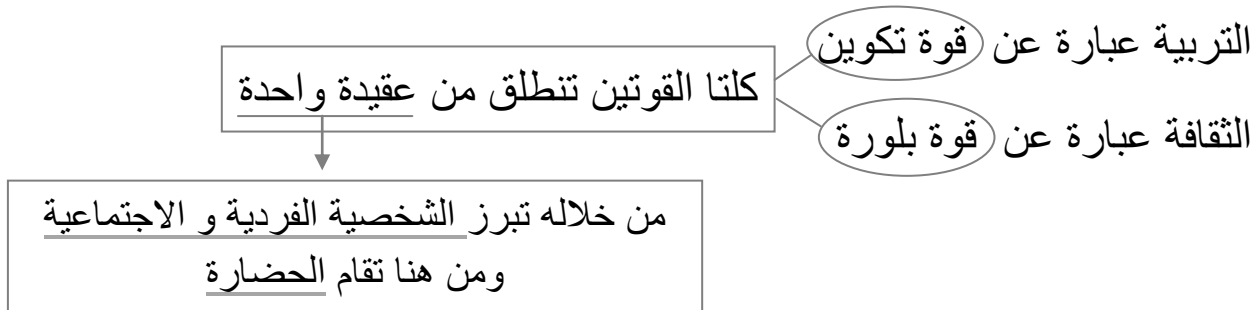 التربية عبارة عن قوة تكوين
كلتا القوتين تنطلق من عقيدة واحدة
الثقافة عبارة عن قوة بلورة
من خلاله تبرز الشخصية الفردية و الاجتماعية
ومن هنا تقام الحضارة